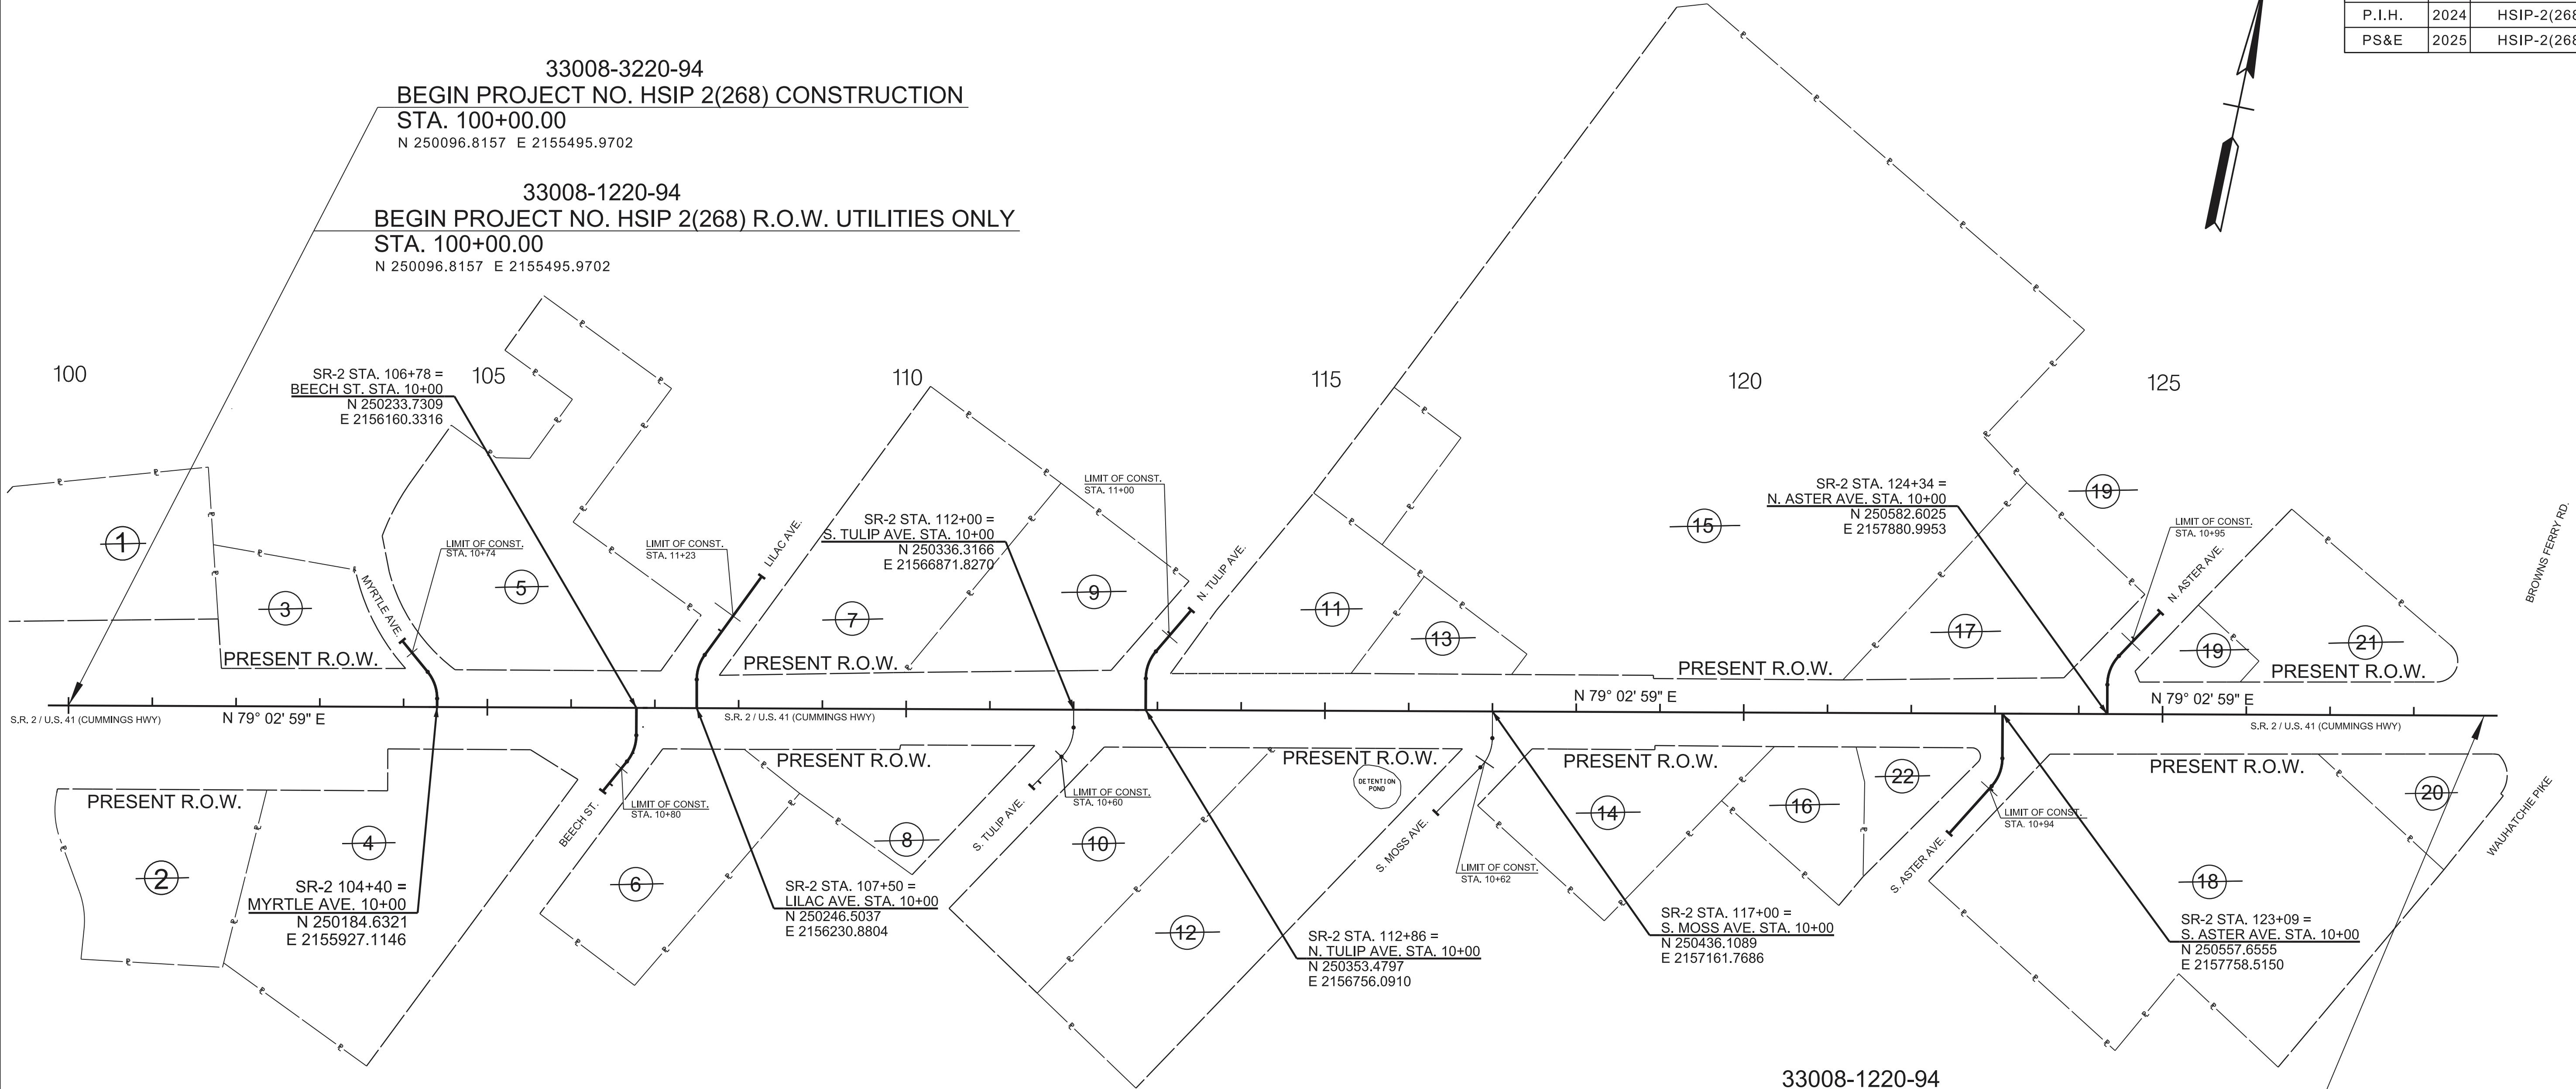 P.I.H. 2024 HSIP-2(268
PS&E 2025 HSIP-2(268
33008-3220-94
BEGIN PROJECT NO. HSIP 2(268) CONSTRUCTION
STA. 100+00.00
N 250096.8157 E 2155495.9702
33008-1220-94
BEGIN PROJECT NO. HSIP 2(268) R.O.W. UTILITIES ONLY
STA. 100+00.00
N 250096.8157 E 2155495.9702
100
105
110
115
120
125
SR-2 STA. 106+78 =
BEECH ST. STA. 10+00
N 250233.7309
E 2156160.3316
LIMIT OF CONST.
STA. 11+00
SR-2 STA. 124+34 =
N. ASTER AVE. STA. 10+00
N 250582.6025
E 2157880.9953
19
SR-2 STA. 112+00 =
S. TULIP AVE. STA. 10+00
N 250336.3166
E 21566871.8270
15
LIMIT OF CONST.
STA. 10+95
BROWNS FERRY RD.
1
LIMIT OF CONST.
STA. 10+74
LIMIT OF CONST.
STA. 11+23
LILAC AVE.
N. TULIP AVE.
N. ASTER AVE.
3
MYRTLE AVE.
5
7
9
11
13
17
19
21
PRESENT R.O.W.
PRESENT R.O.W.
PRESENT R.O.W.
PRESENT R.O.W.
S.R. 2 / U.S. 41 (CUMMINGS HWY)
N 79° 02' 59" E
S.R. 2 / U.S. 41 (CUMMINGS HWY)
N 79° 02' 59" E
N 79° 02' 59" E
S.R. 2 / U.S. 41 (CUMMINGS HWY)
PRESENT R.O.W.
PRESENT R.O.W.
PRESENT R.O.W.
PRESENT R.O.W.
PRESENT R.O.W.
DETENTION
POND
22
LIMIT OF CONST.
STA. 10+80
LIMIT OF CONST.
STA. 10+60
LIMIT OF CONST.
STA. 10+94
BEECH ST.
S. TULIP AVE.
S. MOSS AVE.
S. ASTER AVE.
WAUHATCHIE PIKE
4
8
10
14
16
20
2
6
12
18
LIMIT OF CONST.
STA. 10+62
SR-2 104+40 =
MYRTLE AVE. 10+00
N 250184.6321
E 2155927.1146
SR-2 STA. 107+50 =
LILAC AVE. STA. 10+00
N 250246.5037
E 2156230.8804
SR-2 STA. 112+86 =
N. TULIP AVE. STA. 10+00
N 250353.4797
E 2156756.0910
SR-2 STA. 117+00 =
S. MOSS AVE. STA. 10+00
N 250436.1089
E 2157161.7686
SR-2 STA. 123+09 =
S. ASTER AVE. STA. 10+00
N 250557.6555
E 2157758.5150
33008-1220-94